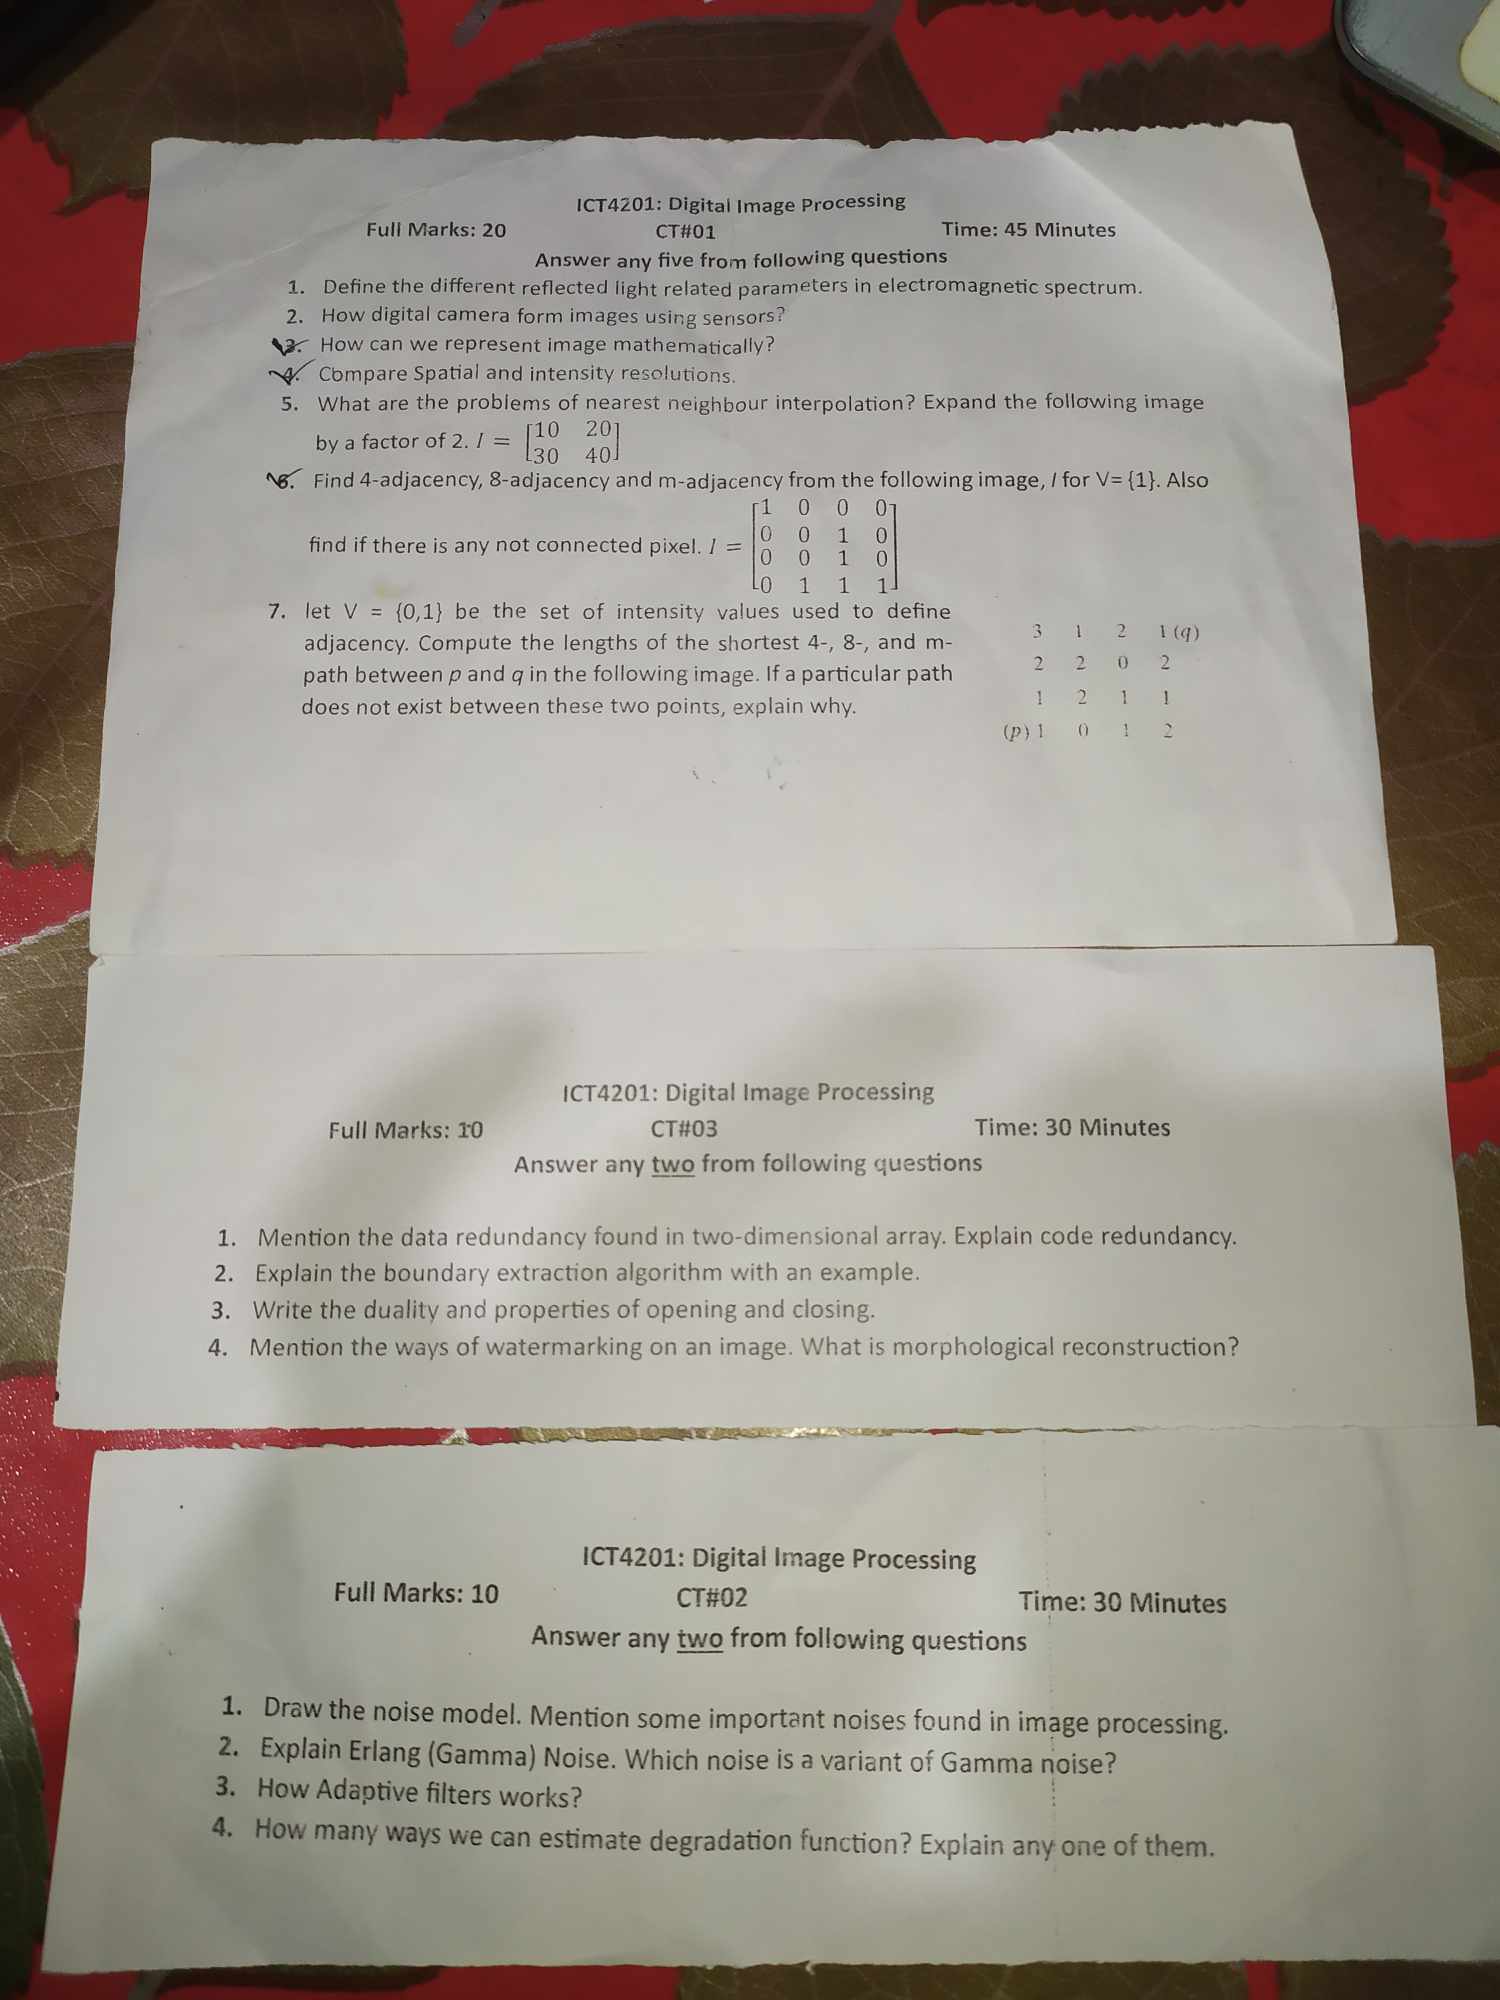 ICT4201: Digital Image Processing
Full Marks: 20 CT#01 Time: 45 Minutes
Answer any five from following questions
1. Define the different reflected light related parameters in electromagnetic spectrum.
2. How digital camera form images using sensors?
3. How can we represent image mathematically?
4. Compare Spatial and intensity resolutions.
5. What are the problems of nearest neighbour interpolation? Expand the following image
by a factor of 2. I = [10 20
30 40]
6. Find 4-adjacency, 8-adjacency and m-adjacency from the following image, I for V= {1}. Also
find if there is any not connected pixel. I = [1 0 0 0
0 0 1 0
0 0 1 0
0 1 1 1]
7. let V = {0,1} be the set of intensity values used to define
adjacency. Compute the lengths of the shortest 4-, 8-, and m-
path between p and q in the following image. If a particular path
does not exist between these two points, explain why.
3 1 2 1 (q)
2 2 0 2
1 2 1 1
(p) 1 0 1 2
ICT4201: Digital Image Processing
Full Marks: 10 CT#03 Time: 30 Minutes
Answer any two from following questions
1. Mention the data redundancy found in two-dimensional array. Explain code redundancy.
2. Explain the boundary extraction algorithm with an example.
3. Write the duality and properties of opening and closing.
4. Mention the ways of watermarking on an image. What is morphological reconstruction?
ICT4201: Digital Image Processing
Full Marks: 10 CT#02 Time: 30 Minutes
Answer any two from following questions
1. Draw the noise model. Mention some important noises found in image processing.
2. Explain Erlang (Gamma) Noise. Which noise is a variant of Gamma noise?
3. How Adaptive filters works?
4. How many ways we can estimate degradation function? Explain any one of them.